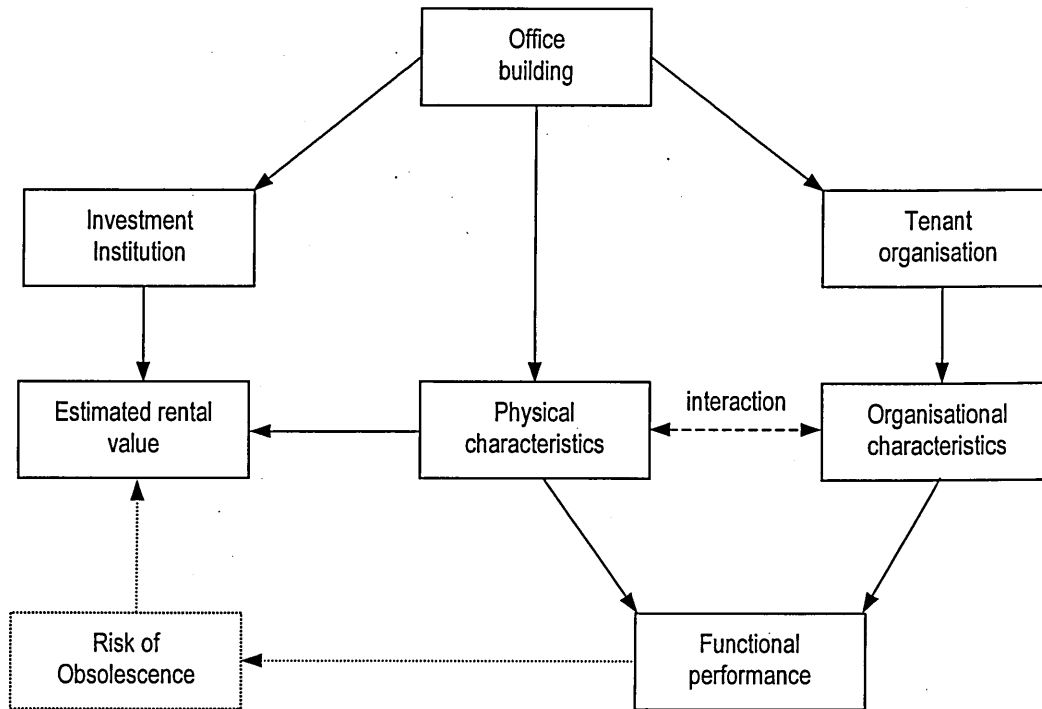 Office
building
Investment
Institution
Tenant
organisation
Estimated rental
value
Physical
characteristics
interaction
Organisational
characteristics
Risk of
Obsolescence
Functional
performance